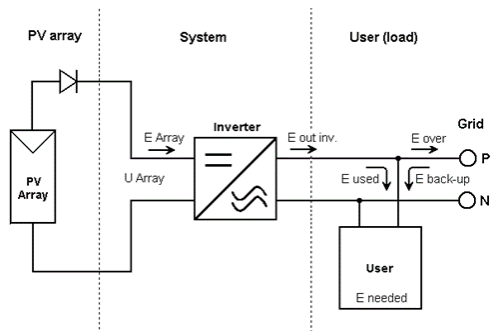 PV array
System
User (load)
E Array
Inverter
E out inv.
E over
Grid
P
PV
Array
U Array
E used
E back-up
N
User
E needed